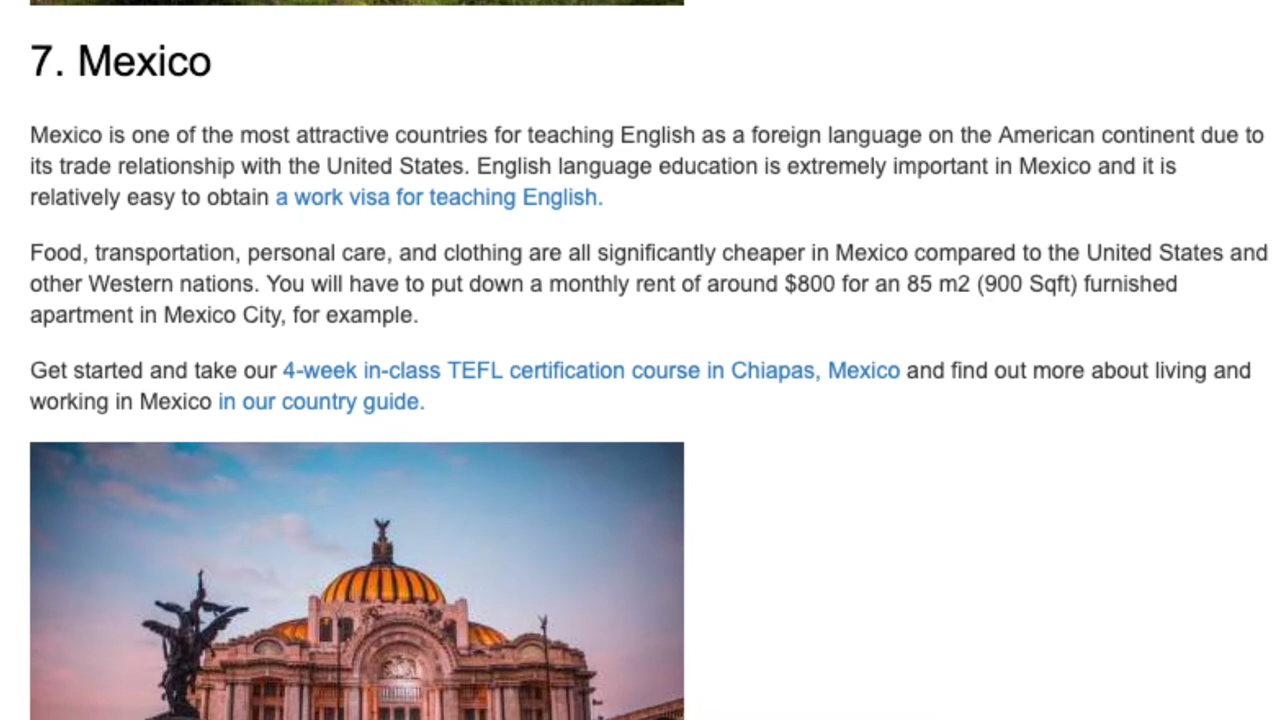 7. Mexico
Mexico is one of the most attractive countries for teaching English as a foreign language on the American continent due to
its trade relationship with the United States. English language education is extremely important in Mexico and it is
relatively easy to obtain a work visa for teaching English.
Food, transportation, personal care, and clothing are all significantly cheaper in Mexico compared to the United States and
other Western nations. You will have to put down a monthly rent of around $800 for an 85 m2 (900 Sqft) furnished
apartment in Mexico City, for example.
Get started and take our 4-week in-class TEFL certification course in Chiapas, Mexico and find out more about living and
working in Mexico in our country guide.